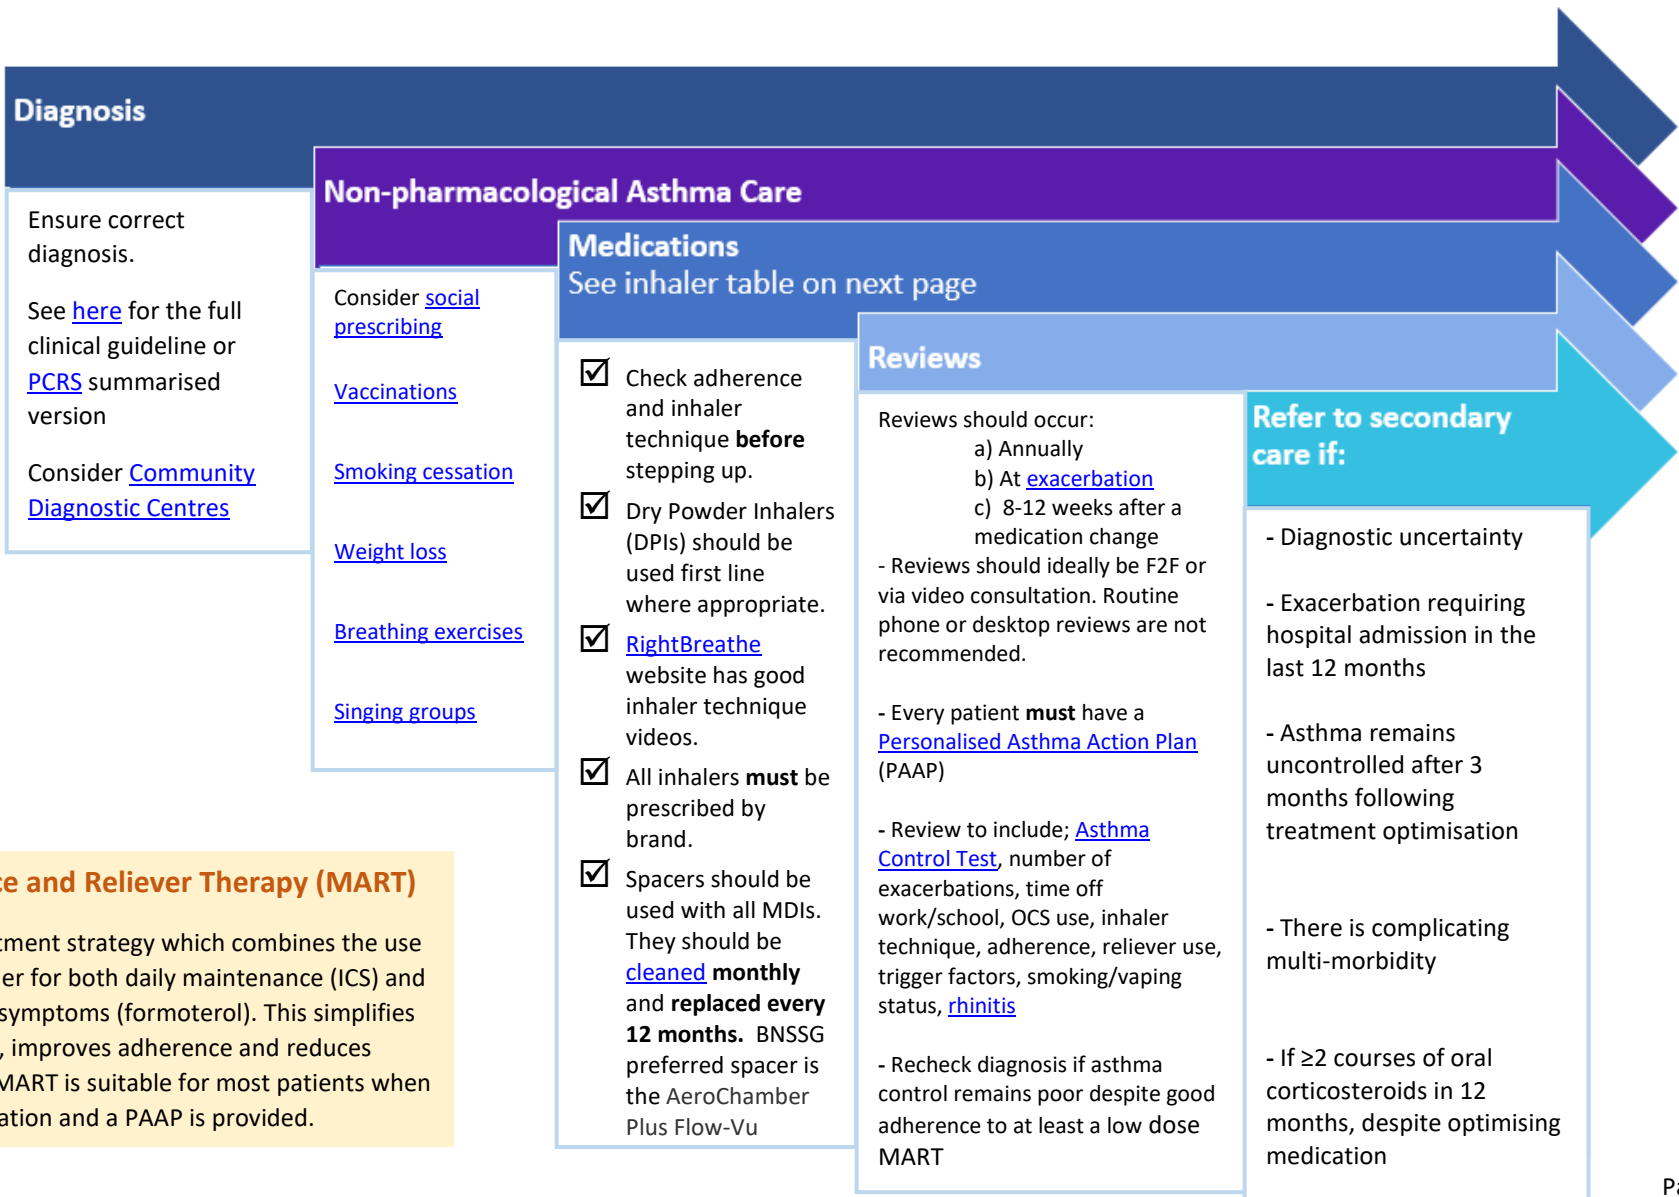 Diagnosis
Ensure correct
diagnosis.
See here for the full
clinical guideline or
PCRS summarised
version
Consider Community
Diagnostic Centres
Non-pharmacological Asthma Care
Consider social
prescribing
Vaccinations
Smoking cessation
Weight loss
Breathing exercises
Singing groups
Medications
See inhaler table on next page
Check adherence
and inhaler
technique before
stepping up.
Dry Powder Inhalers
(DPIs) should be
used first line
where appropriate.
RightBreathe
website has good
inhaler technique
videos.
All inhalers must be
prescribed by
brand.
Spacers should be
used with all MDIs.
They should be
cleaned monthly
and replaced every
12 months. BNSSG
preferred spacer is
the AeroChamber
Plus Flow-Vu
Reviews
Reviews should occur:
a) Annually
b) At exacerbation
c) 8-12 weeks after a
medication change
- Reviews should ideally be F2F or
via video consultation. Routine
phone or desktop reviews are not
recommended.
- Every patient must have a
Personalised Asthma Action Plan
(PAAP)
- Review to include; Asthma
Control Test, number of
exacerbations, time off
work/school, OCS use, inhaler
technique, adherence, reliever use,
trigger factors, smoking/vaping
status, rhinitis
- Recheck diagnosis if asthma
control remains poor despite good
adherence to at least a low dose
MART
Refer to secondary
care if:
- Diagnostic uncertainty
- Exacerbation requiring
hospital admission in the
last 12 months
- Asthma remains
uncontrolled after 3
months following
treatment optimisation
- There is complicating
multi-morbidity
- If ≥2 courses of oral
corticosteroids in 12
months, despite optimising
medication
and Reliever Therapy (MART)
strategy which combines the use
for both daily maintenance (ICS) and
symptoms (formoterol). This simplifies
, improves adherence and reduces
MART is suitable for most patients when
and a PAAP is provided.